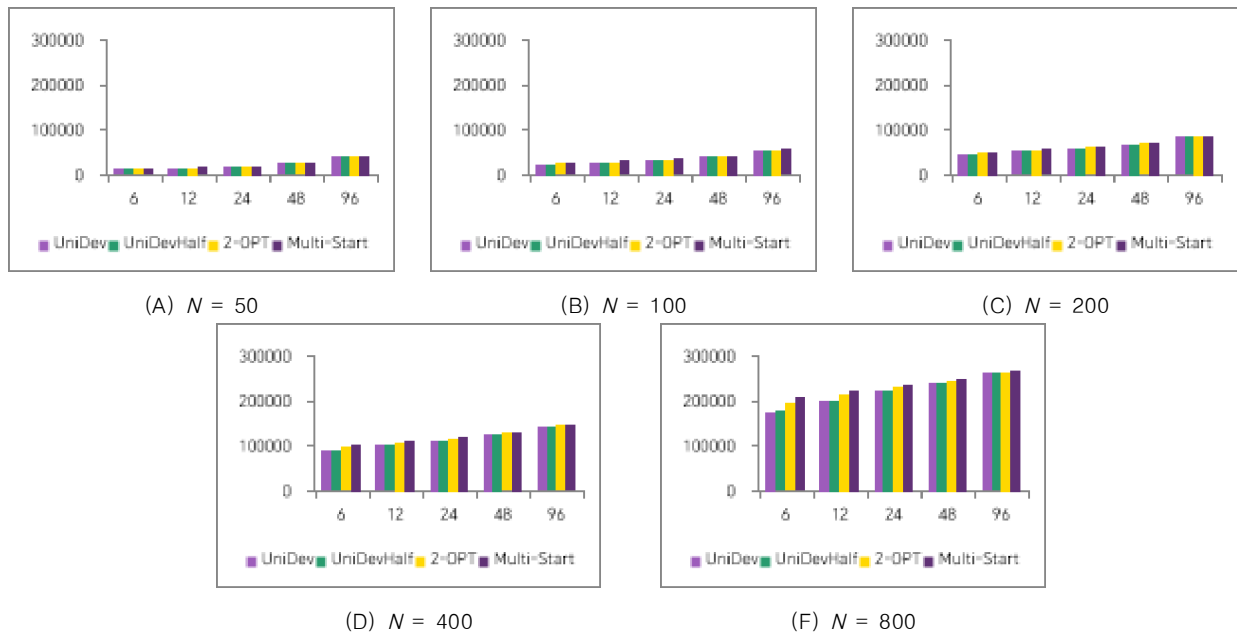 300000
200000
100000
0
6 12 24 48 96
UniDev UniDevHalf 2-OPT Multi-Start
(A) N = 50
300000
200000
100000
0
6 12 24 48 96
UniDev UniDevHalf 2-OPT Multi-Start
(B) N = 100
300000
200000
100000
0
6 12 24 48 96
UniDev UniDevHalf 2-OPT Multi-Start
(C) N = 200
300000
200000
100000
0
6 12 24 48 96
UniDev UniDevHalf 2-OPT Multi-Start
(D) N = 400
300000
200000
100000
0
6 12 24 48 96
UniDev UniDevHalf 2-OPT Multi-Start
(F) N = 800